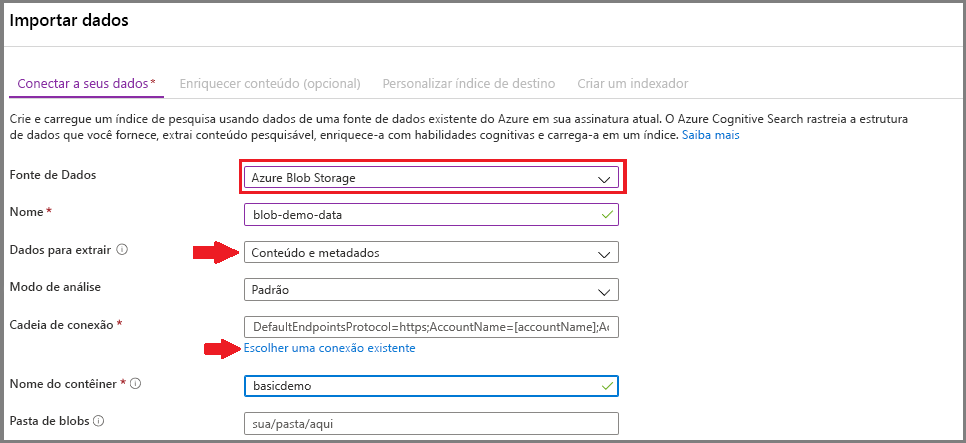 Importar dados
Conectar a seus dados* Enriquecer conteúdo (opcional) Personalizar índice de destino Criar um indexador
Crie e carregue um índice de pesquisa usando dados de uma fonte de dados existente do Azure em sua assinatura atual. O Azure Cognitive Search rastreia a estrutura
de dados que você fornece, extrai conteúdo pesquisável, enriquece-a com habilidades cognitivas e carrega-a em um índice. Saiba mais
Fonte de Dados Azure Blob Storage
Nome * blob-demo-data
Dados para extrair Conteúdo e metadados
Modo de análise Padrão
Cadeia de conexão * DefaultEndpointsProtocol=https;AccountName=[accountName];Ac
Escolher uma conexão existente
Nome do contêiner * basicdemo
Pasta de blobs sua/pasta/aqui